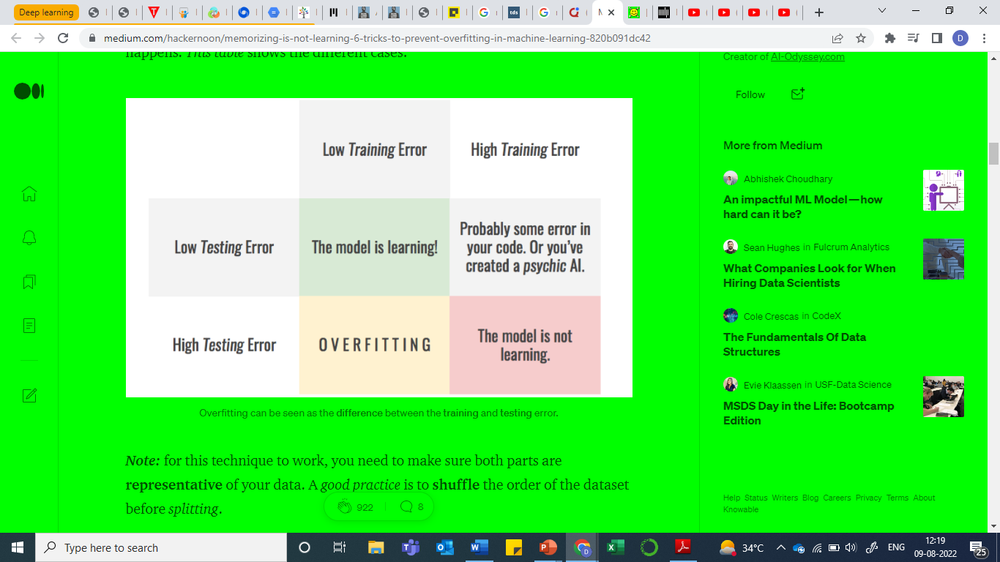 Deep learning
tds
medium.com/hackernoon/memorizing-is-not-learning-6-tricks-to-prevent-overfitting-in-machine-learning-820b091dc42
D
happens. This table shows the different cases.
Low Training Error
High Training Error
Low Testing Error
The model is learning!
Probably some error in
your code. Or you've
created a psychic AI.
High Testing Error
OVERFITTING
The model is not
learning.
Overfitting can be seen as the difference between the training and testing error.
Note: for this technique to work, you need to make sure both parts are
representative of your data. A good practice is to shuffle the order of the dataset
before splitting.
922
8
Creator of AI-Odyssey.com
Follow
More from Medium
Abhishek Choudhary
An impactful ML Model — how
hard can it be?
Sean Hughes in Fulcrum Analytics
What Companies Look for When
Hiring Data Scientists
Cole Crescas in CodeX
The Fundamentals Of Data
Structures
Evie Klaassen in USF-Data Science
MSDS Day in the Life: Bootcamp
Edition
Help Status Writers Blog Careers Privacy Terms About
Knowable
Type here to search
34°C
ENG
12:19
09-08-2022
25